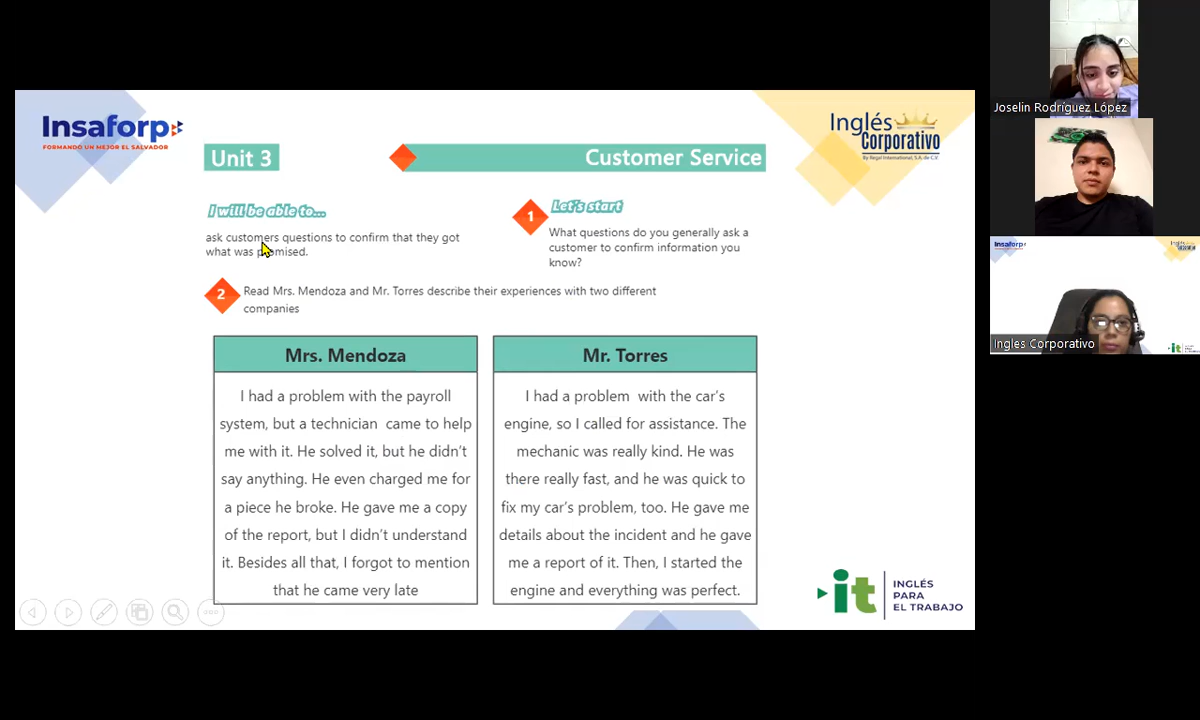 Insaforp
FORMANDO UN MEJOR EL SALVADOR
Inglés
Corporativo
By Regal International, S.A. de C.V.
Unit 3
Customer Service
I will be able to...
ask customers questions to confirm that they got
what was promised.
1
Let's start
What questions do you generally ask a
customer to confirm information you
know?
2
Read Mrs. Mendoza and Mr. Torres describe their experiences with two different
companies
Mrs. Mendoza
I had a problem with the payroll
system, but a technician came to help
me with it. He solved it, but he didn't
say anything. He even charged me for
a piece he broke. He gave me a copy
of the report, but I didn't understand
it. Besides all that, I forgot to mention
that he came very late
Mr. Torres
I had a problem with the car's
engine, so I called for assistance. The
mechanic was really kind. He was
there really fast, and he was quick to
fix my car's problem, too. He gave me
details about the incident and he gave
me a report of it. Then, I started the
engine and everything was perfect.
it
INGLÉS
PARA
EL TRABAJO
Joselin Rodríguez López
Insaforp
Ingles Corporativo
it